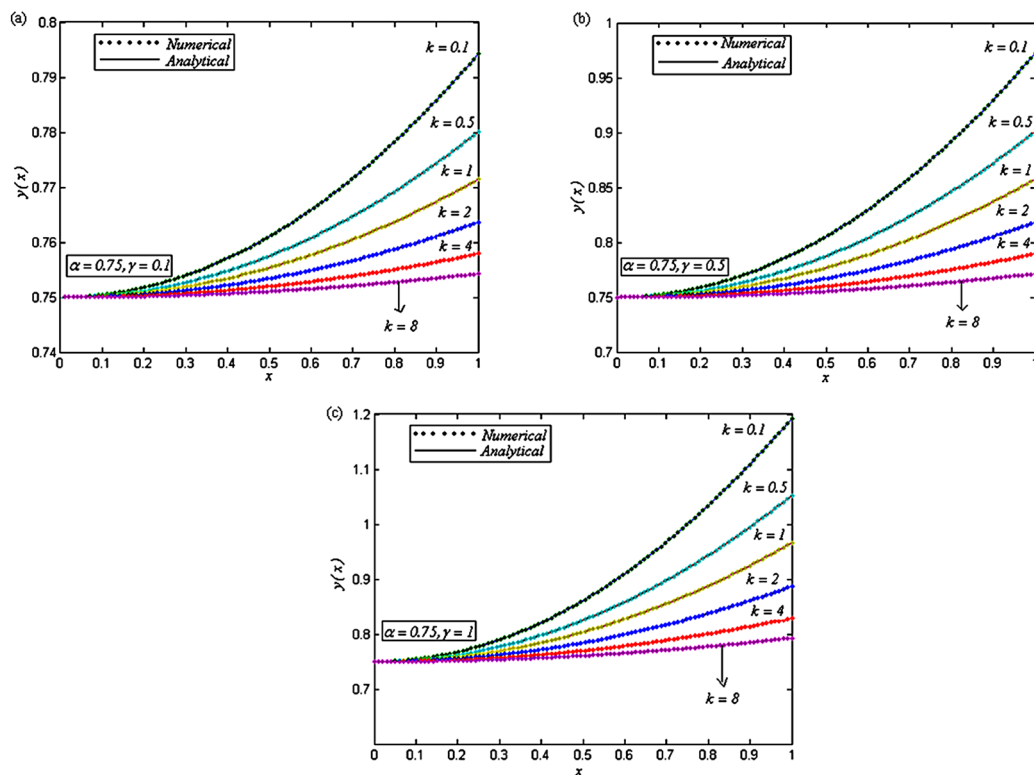 (a)
0.8
0.79
0.78
0.77
0.76
0.75
0.74
y(x)
Numerical
Analytical
k = 0.1
k = 0.5
k = 1
k = 2
k = 4
α = 0.75, γ = 0.1
k = 8
0 0.1 0.2 0.3 0.4 0.5 0.6 0.7 0.8 0.9 1
x
(b)
1
0.95
0.9
0.85
0.8
0.75
0.7
y(x)
Numerical
Analytical
k = 0.1
k = 0.5
k = 1
k = 2
k = 4
α = 0.75, γ = 0.5
k = 8
0 0.1 0.2 0.3 0.4 0.5 0.6 0.7 0.8 0.9 1
x
(c)
1.2
1.1
1
0.9
0.8
0.7
y(x)
Numerical
Analytical
k = 0.1
k = 0.5
k = 1
k = 2
k = 4
α = 0.75, γ = 1
k = 8
0 0.1 0.2 0.3 0.4 0.5 0.6 0.7 0.8 0.9 1
x